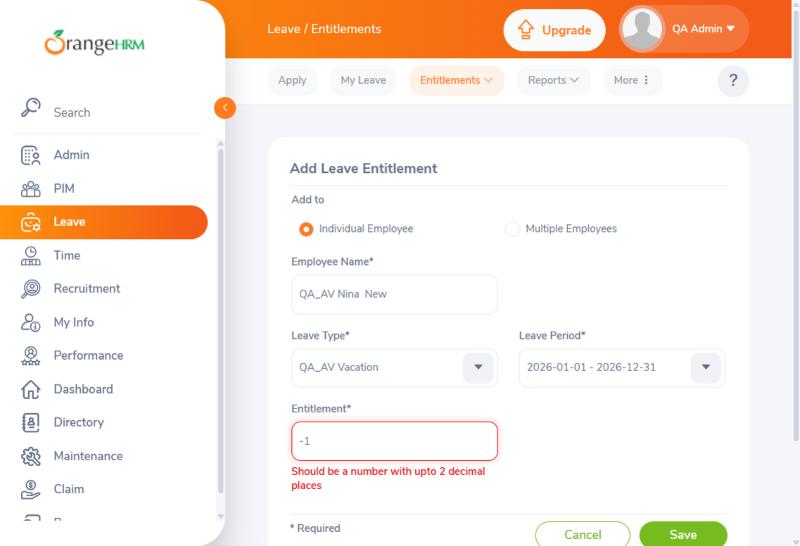 OrangeHRM
Leave / Entitlements
Upgrade
QA Admin
Apply
My Leave
Entitlements
Reports
More
?
Search
Admin
PIM
Leave
Time
Recruitment
My Info
Performance
Dashboard
Directory
Maintenance
Claim
Add Leave Entitlement
Add to
Individual Employee
Multiple Employees
Employee Name*
QA_AV Nina  New
Leave Type*
Leave Period*
QA_AV Vacation
2026-01-01 - 2026-12-31
Entitlement*
-1
Should be a number with upto 2 decimal
places
* Required
Cancel
Save